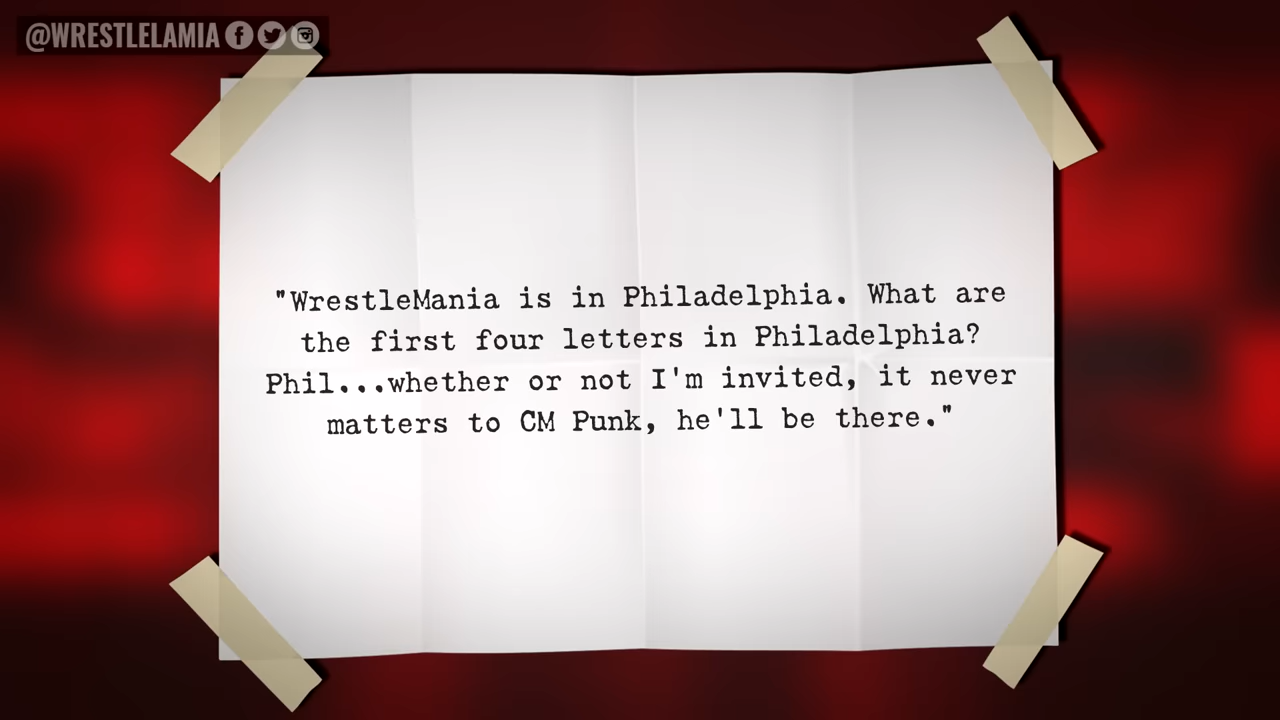 @WRESTLELAMIA
"WrestleMania is in Philadelphia. What are
the first four letters in Philadelphia?
Phil...whether or not I'm invited, it never
matters to CM Punk, he'll be there."